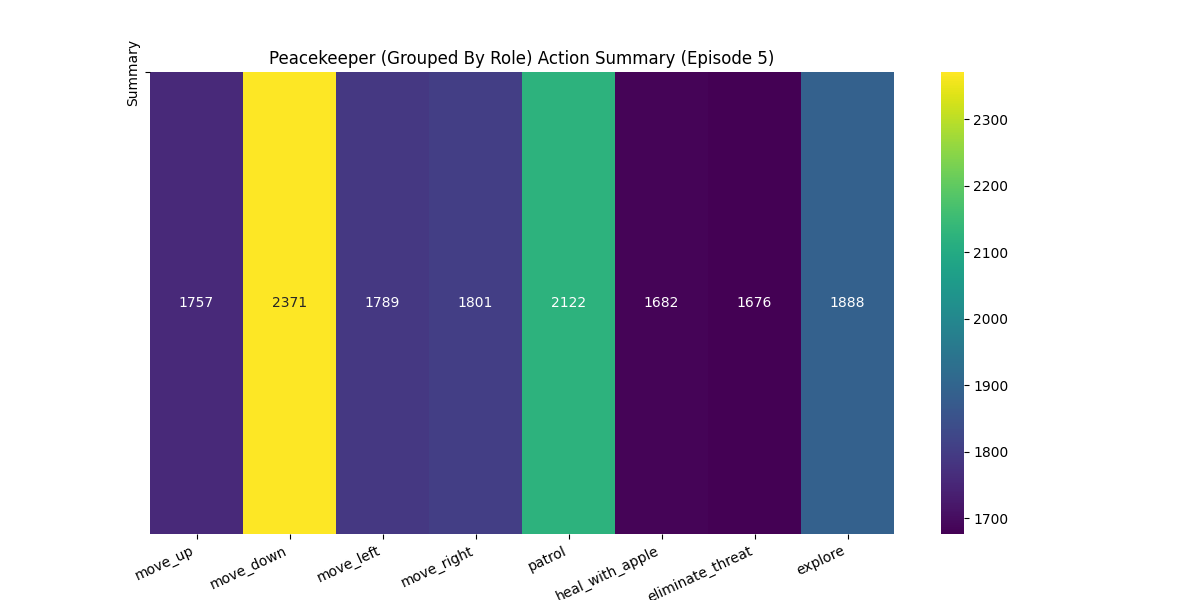 Peacekeeper (Grouped By Role) Action Summary (Episode 5)
Summary
1757 2371 1789 1801 2122 1682 1676 1888
move_up move_down move_left move_right patrol heal_with_apple eliminate_threat explore
2300
2200
2100
2000
1900
1800
1700